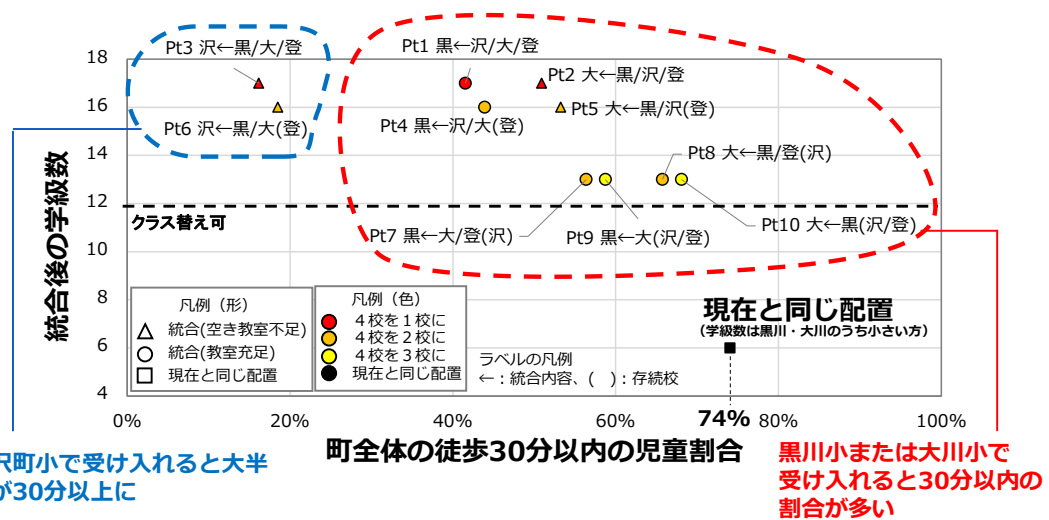 統合後の学級数
18
16
14
12
10
8
6
4
Pt3 沢←黒/大/登
Pt1 黒←沢/大/登
Pt2 大←黒/沢/登
Pt6 沢←黒/大(登)
Pt4 黒←沢/大(登)
Pt5 大←黒/沢(登)
Pt8 大←黒/登(沢)
クラス替え可
Pt7 黒←大/登(沢)
Pt9 黒←大(沢/登)
Pt10 大←黒(沢/登)
凡例（形）
統合(空き教室不足)
統合(教室充足)
現在と同じ配置
凡例（色）
４校を１校に
４校を２校に
４校を３校に
現在と同じ配置
ラベルの凡例
←：統合内容、(　)：存続校
現在と同じ配置
（学級数は黒川・大川のうち小さい方）
0%
20%
40%
60%
74%
80%
100%
町全体の徒歩30分以内の児童割合
町小で受け入れると大半
が30分以上に
黒川小または大川小で
受け入れると30分以内の
割合が多い